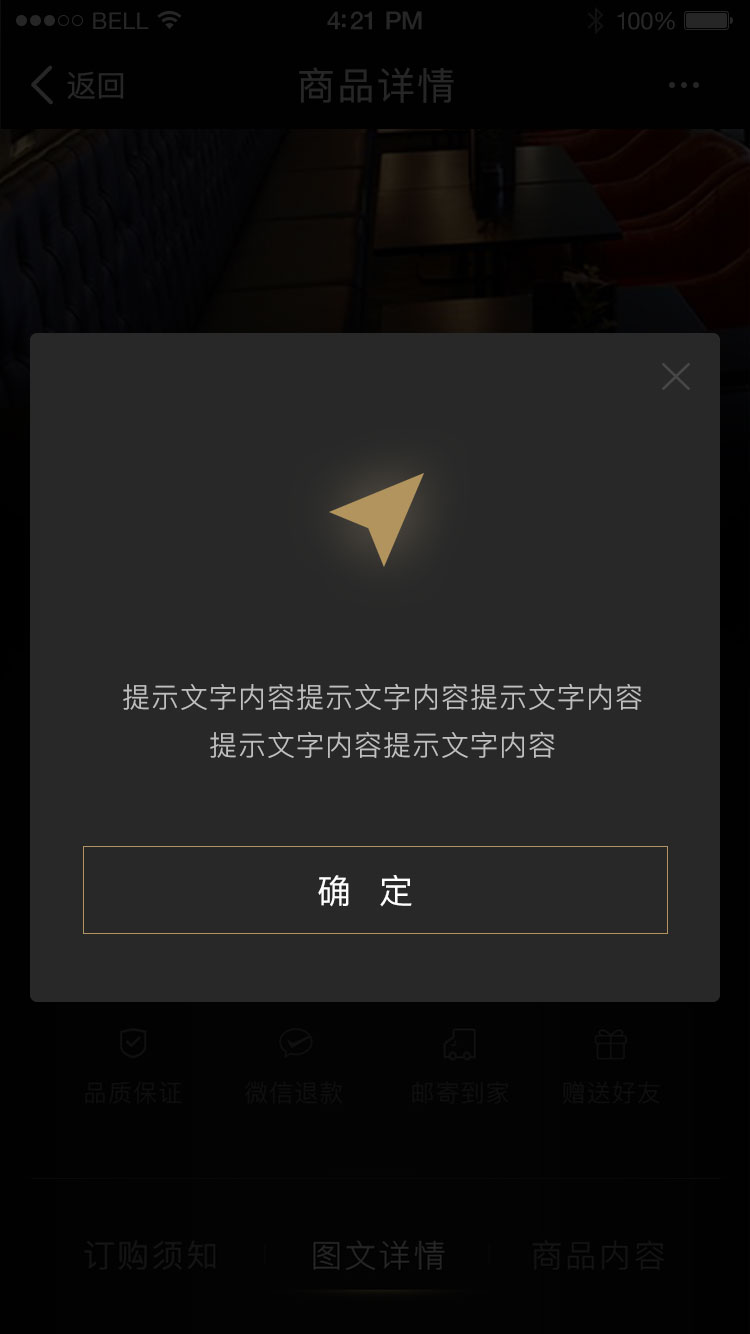 BELL 4:21 PM 100%
返回 商品详情
提示文字内容提示文字内容提示文字内容
提示文字内容提示文字内容
确 定
品质保证 微信退款 邮寄到家 赠送好友
订购须知 图文详情 商品内容